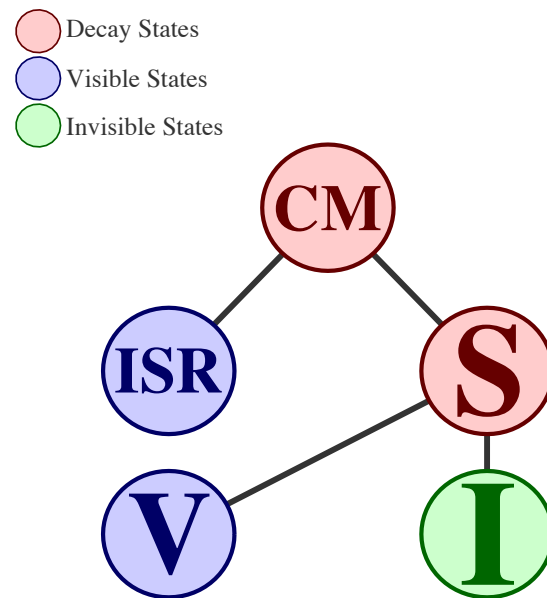 Decay States
Visible States
Invisible States
CM
ISR
S
V
I